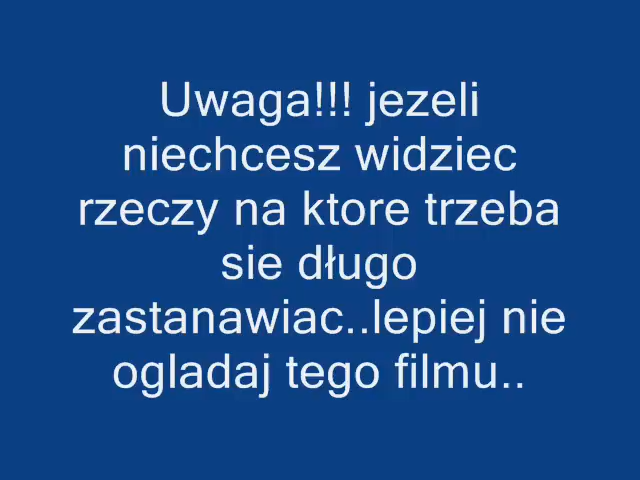 Uwaga!!! jezeli
niechcesz widziec
rzeczy na ktore trzeba
sie długo
zastanawiac..lepiej nie
ogladaj tego filmu..